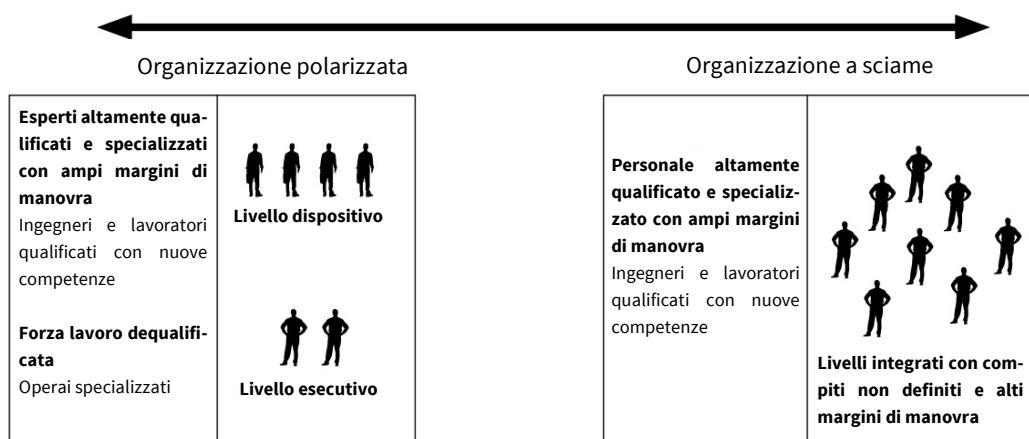 Organizzazione polarizzata
Organizzazione a sciame
Esperti altamente qua-
lificati e specializzati
con ampi margini di
manovra
Ingegneri e lavoratori
qualificati con nuove
competenze
Forza lavoro dequalifi-
cata
Operai specializzati
Livello dispositivo
Livello esecutivo
Personale altamente
qualificato e specializ-
zato con ampi margini
di manovra
Ingegneri e lavoratori
qualificati con nuove
competenze
Livelli integrati con com-
piti non definiti e alti
margini di manovra